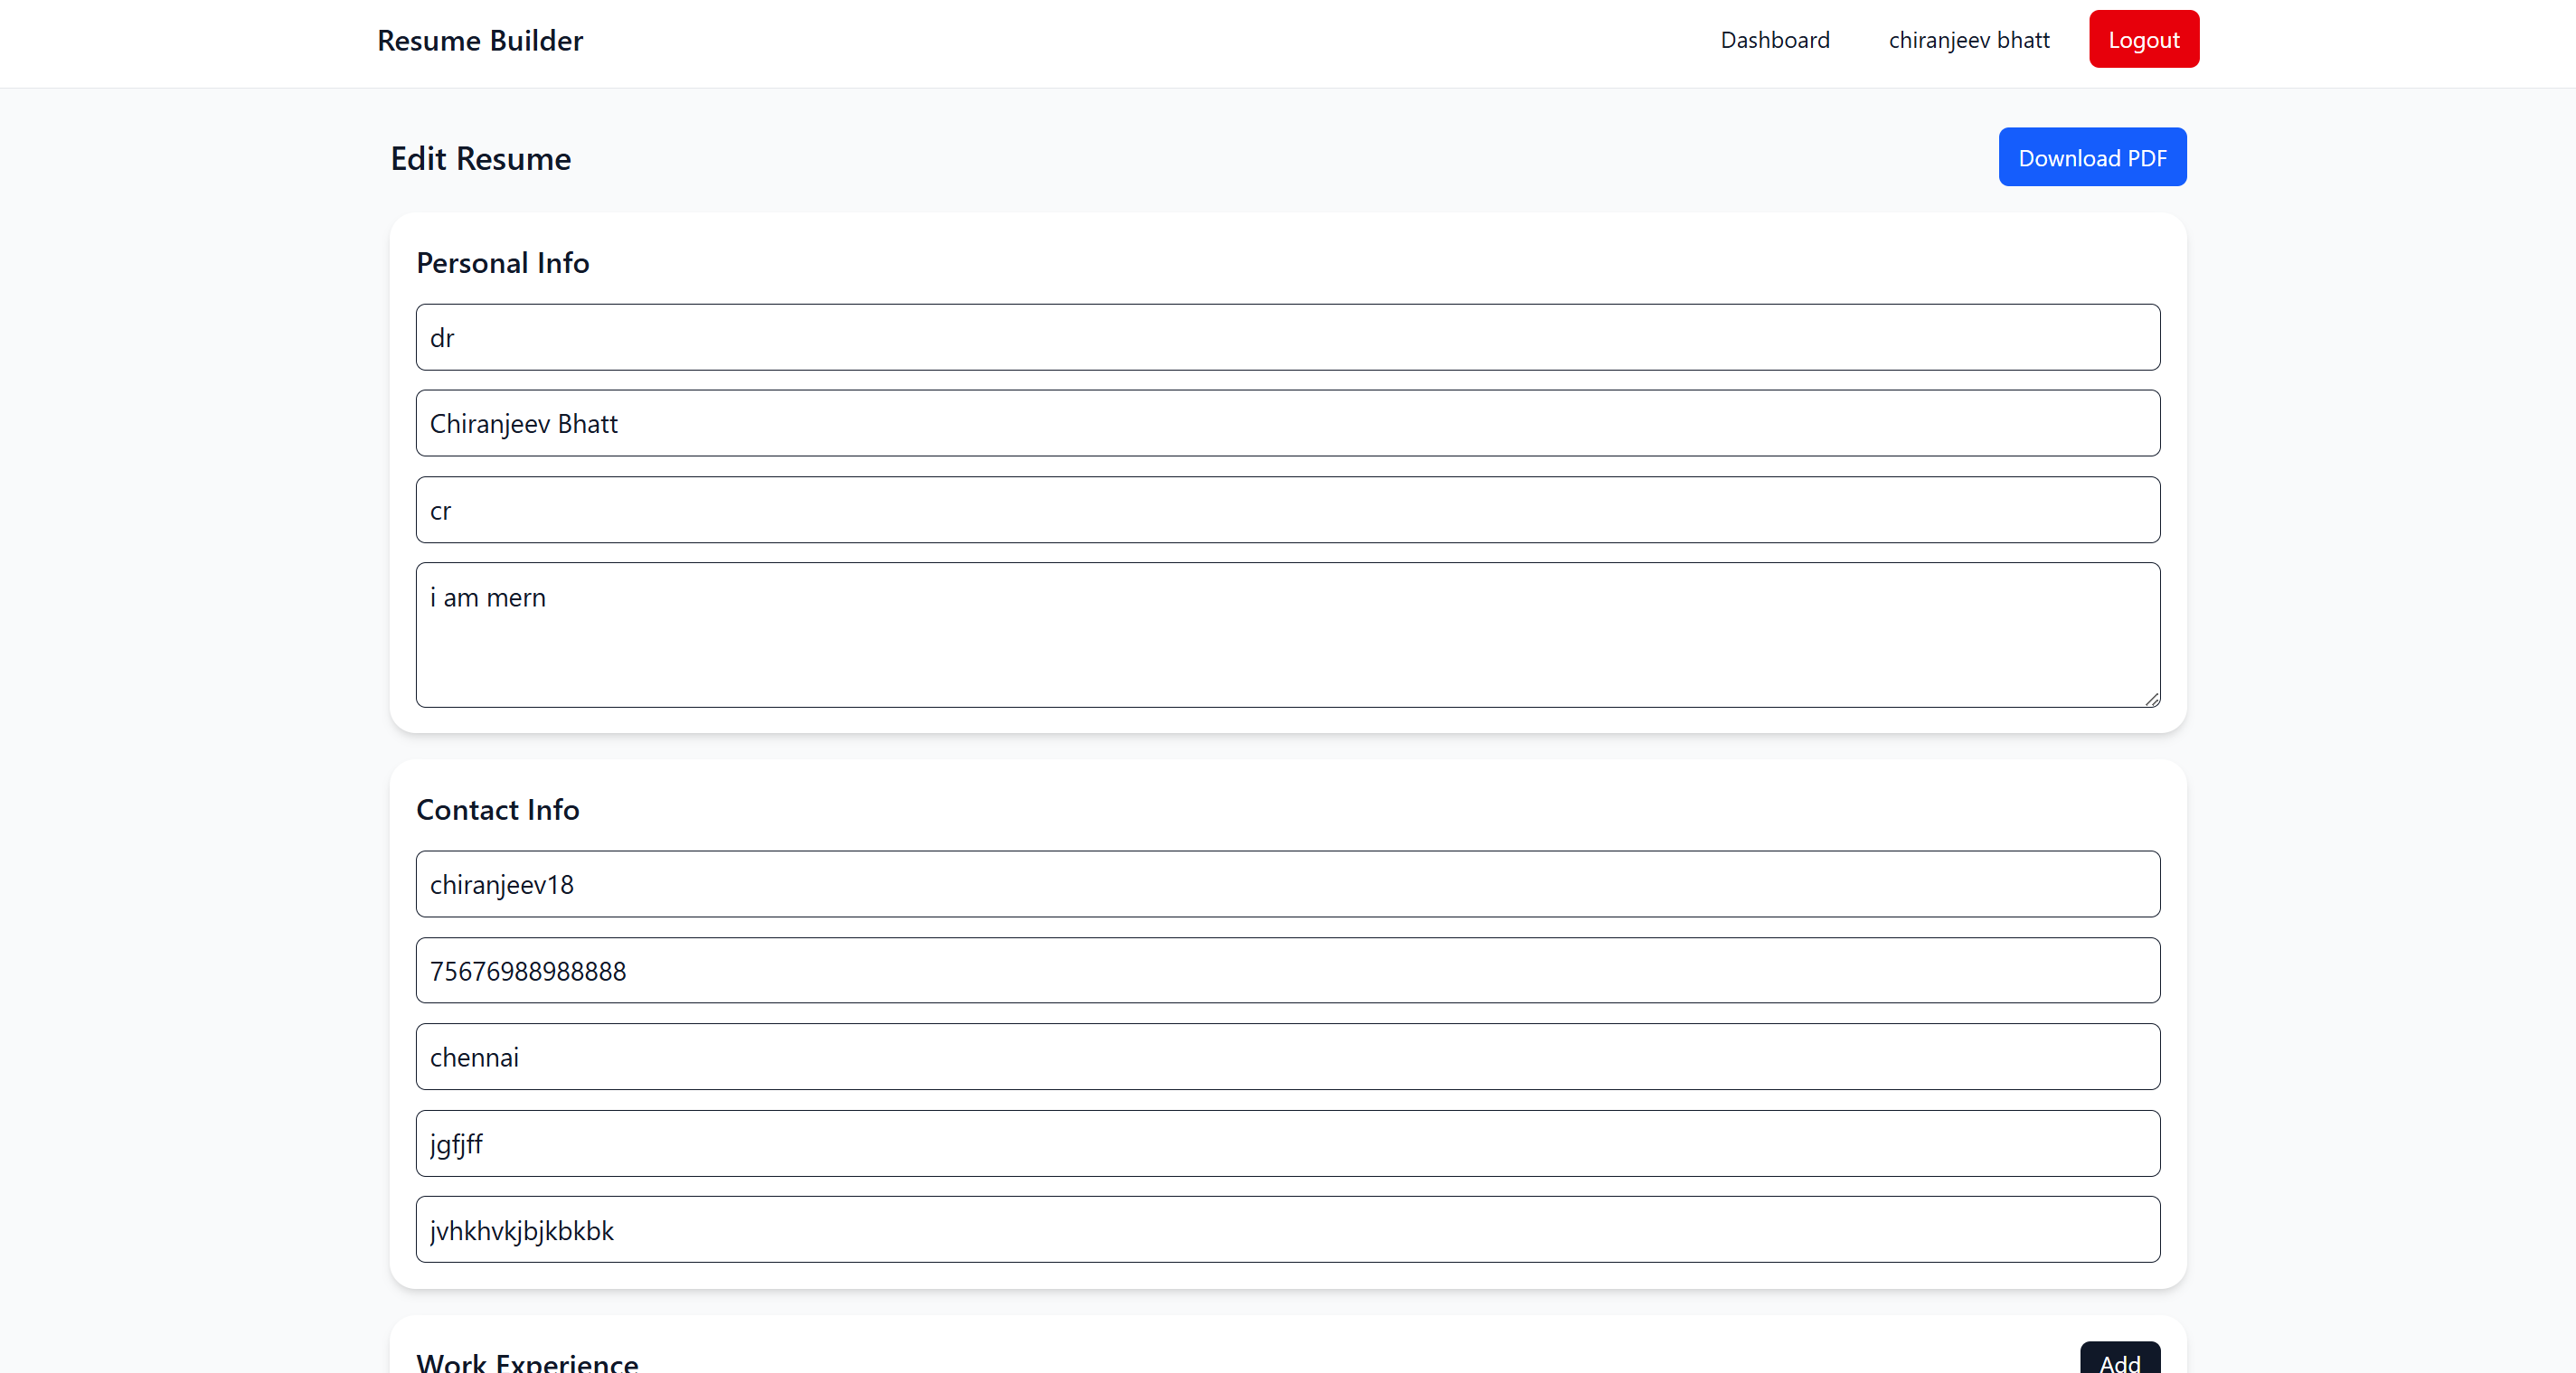 Resume Builder
Dashboard
chiranjeev bhatt
Logout
Edit Resume
Download PDF
Personal Info
dr
Chiranjeev Bhatt
cr
i am mern
Contact Info
chiranjeev18
75676988988888
chennai
jgfjff
jvhkhvkjbjkbkbk
Work Experience
Add